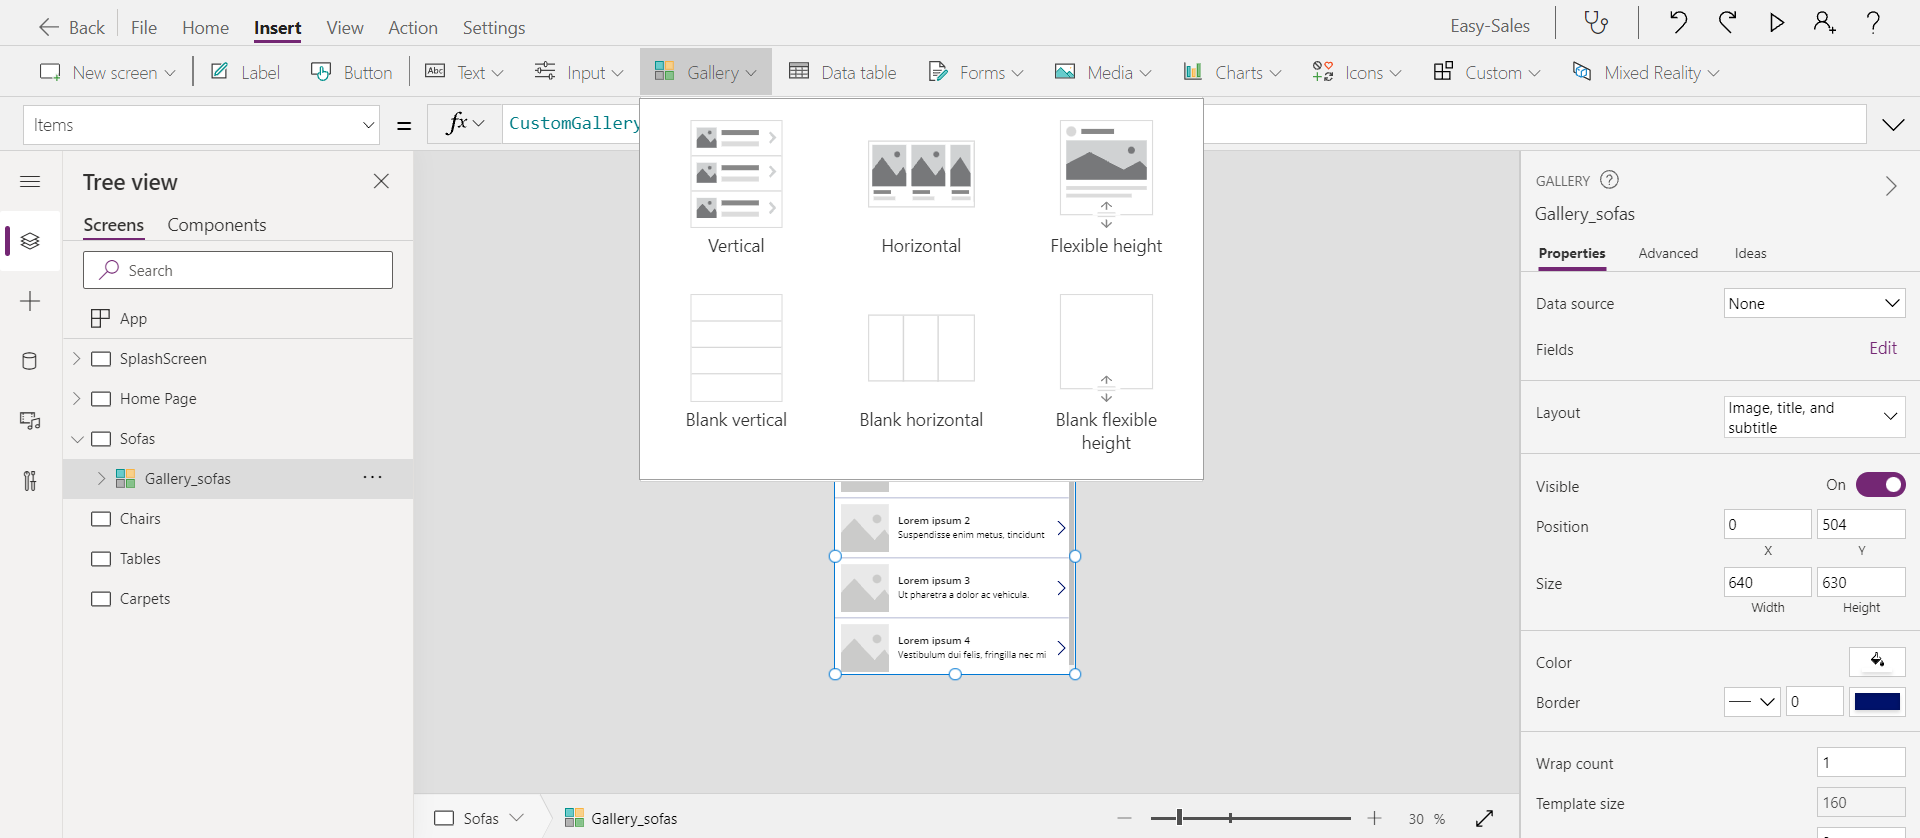 Back
File
Home
Insert
View
Action
Settings
Easy-Sales
New screen
Label
Button
Abc
Text
Input
Gallery
Data table
Forms
Media
Charts
Icons
Custom
Mixed Reality
Items
=
fx
CustomGallery
Tree view
Screens
Components
Search
App
SplashScreen
Home Page
Sofas
Gallery_sofas
Chairs
Tables
Carpets
Vertical
Horizontal
Flexible height
Blank vertical
Blank horizontal
Blank flexible
height
Lorem ipsum 2
Suspendisse enim metus, tincidunt
Lorem ipsum 3
Ut pharetra a dolor ac vehicula.
Lorem ipsum 4
Vestibulum dui felis, fringilla nec mi
Sofas
Gallery_sofas
30 %
GALLERY
Gallery_sofas
Properties
Advanced
Ideas
Data source
None
Fields
Edit
Layout
Image, title, and
subtitle
Visible
On
Position
0
504
X
Y
Size
640
630
Width
Height
Color
Border
0
Wrap count
1
Template size
160